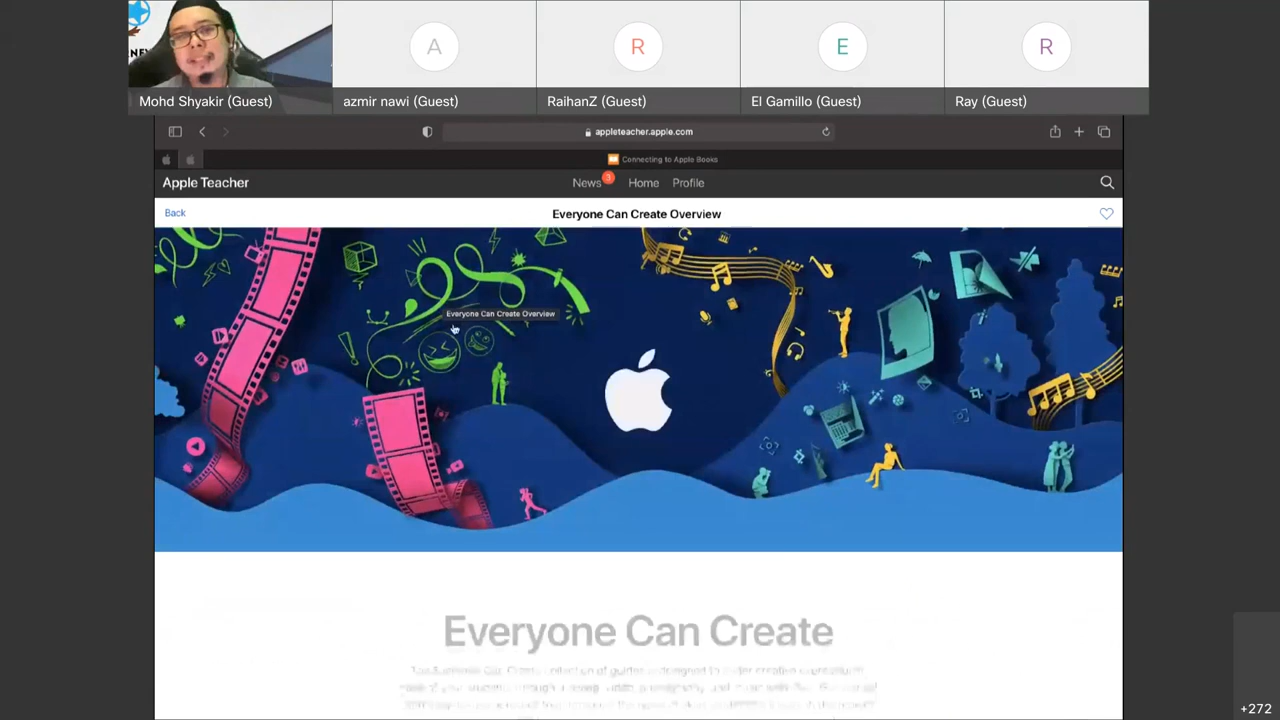 NEY
A
R
E
R
Mohd Shyakir (Guest)
azmir nawi (Guest)
RaihanZ (Guest)
El Gamillo (Guest)
Ray (Guest)
appleteacher.apple.com
Connecting to Apple Books
Apple Teacher
News
3
Home
Profile
Back
Everyone Can Create Overview
Everyone Can Create Overview
Everyone Can Create
+272